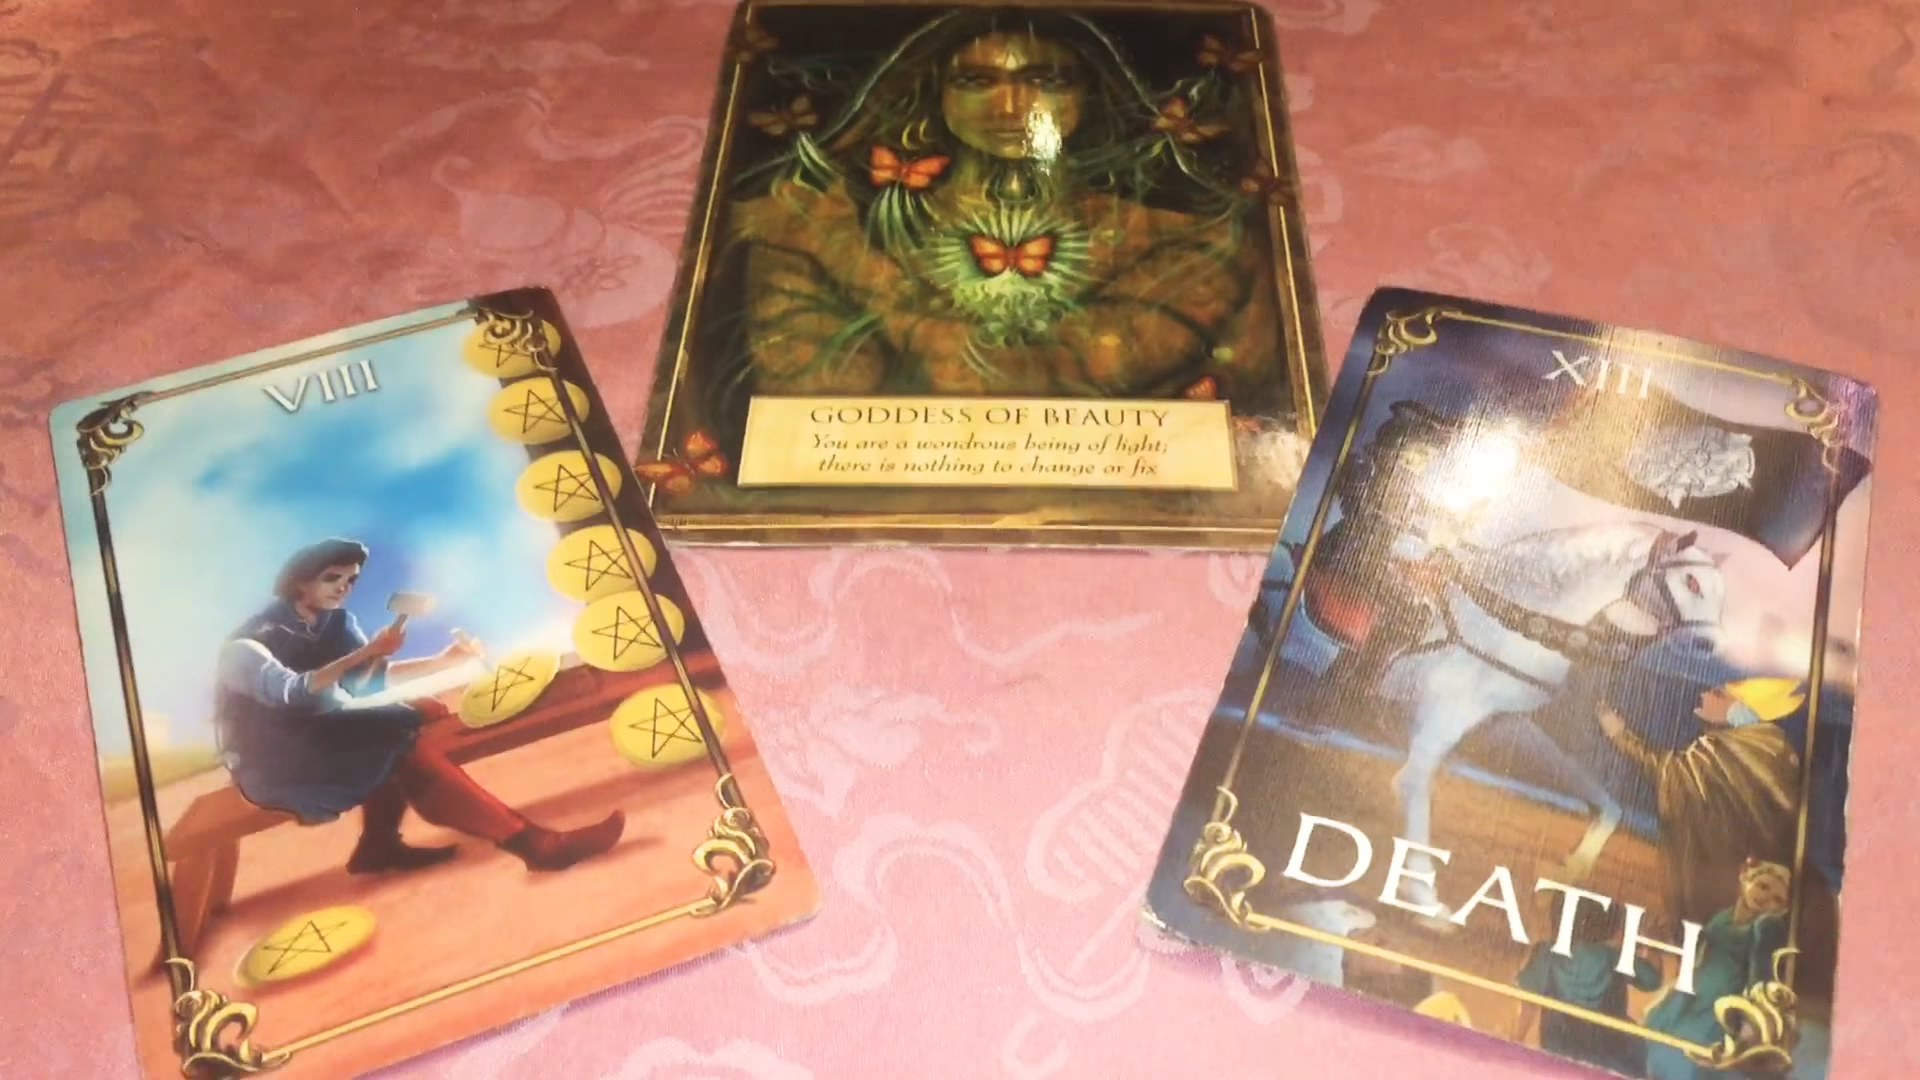 GODDESS OF BEAUTY
You are a wondrous being of light;
there is nothing to change or fix
VIII
XIII
DEATH